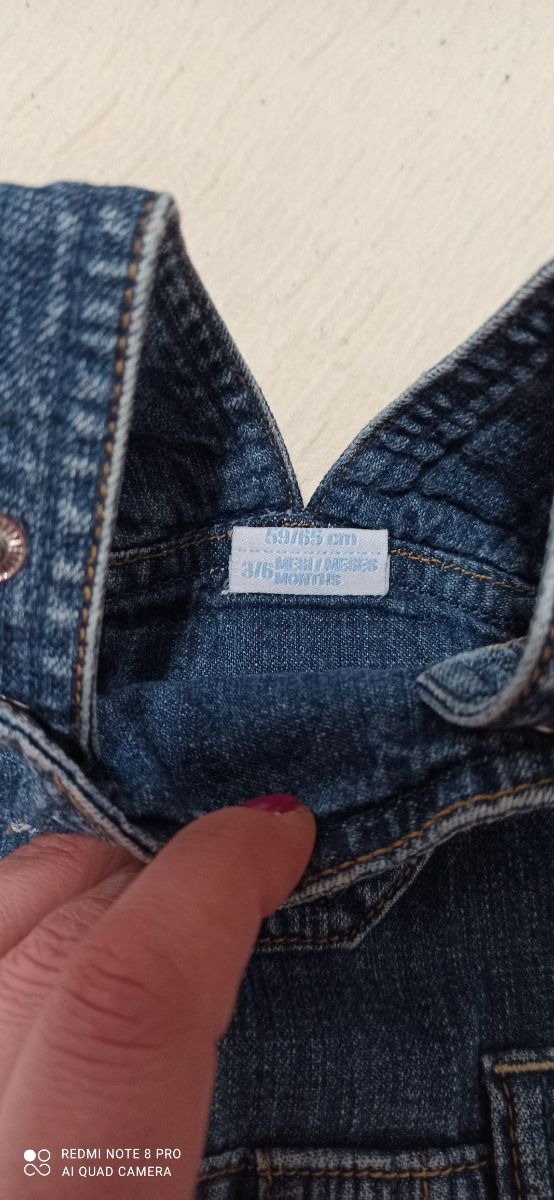 59/65 cm
3/6 MESI / MESES
MONTHS
REDMI NOTE 8 PRO
AI QUAD CAMERA